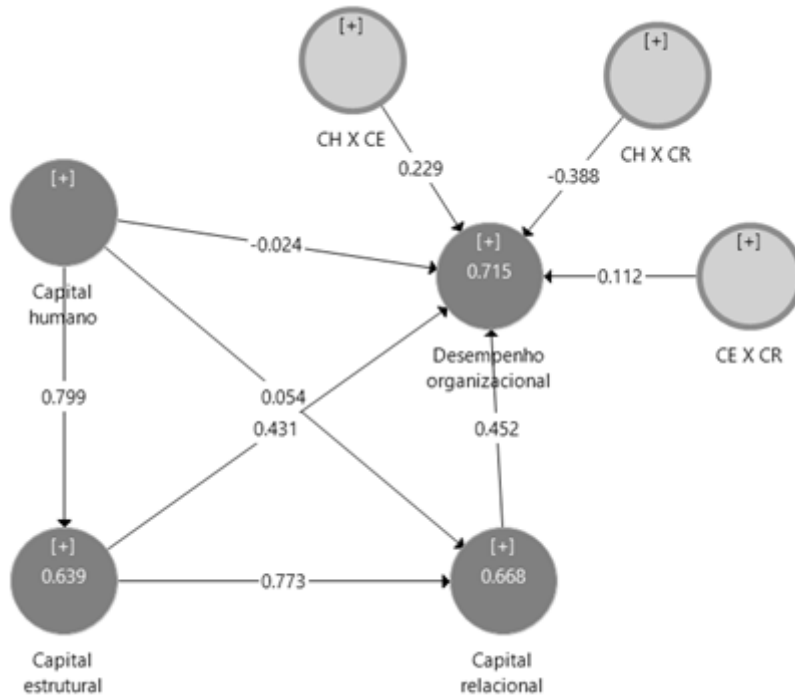 [+]
[+]
CH X CE
CH X CR
0.229
-0.388
[+]
[+]
[+]
-0.024
0.715
0.112
Capital
humano
Desempenho
organizacional
CE X CR
0.799
0.054
0.431
0.452
[+]
[+]
0.639
0.773
0.668
Capital
estrutural
Capital
relacional